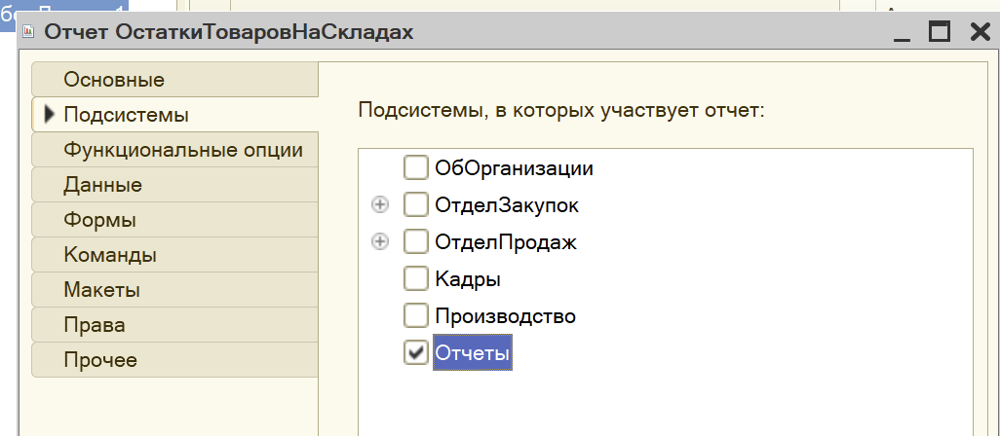 Отчет ОстаткиТоваровНаСкладах
Основные
Подсистемы
Функциональные опции
Данные
Формы
Команды
Макеты
Права
Прочее
Подсистемы, в которых участвует отчет:
ОбОрганизации
ОтделЗакупок
ОтделПродаж
Кадры
Производство
Отчеты